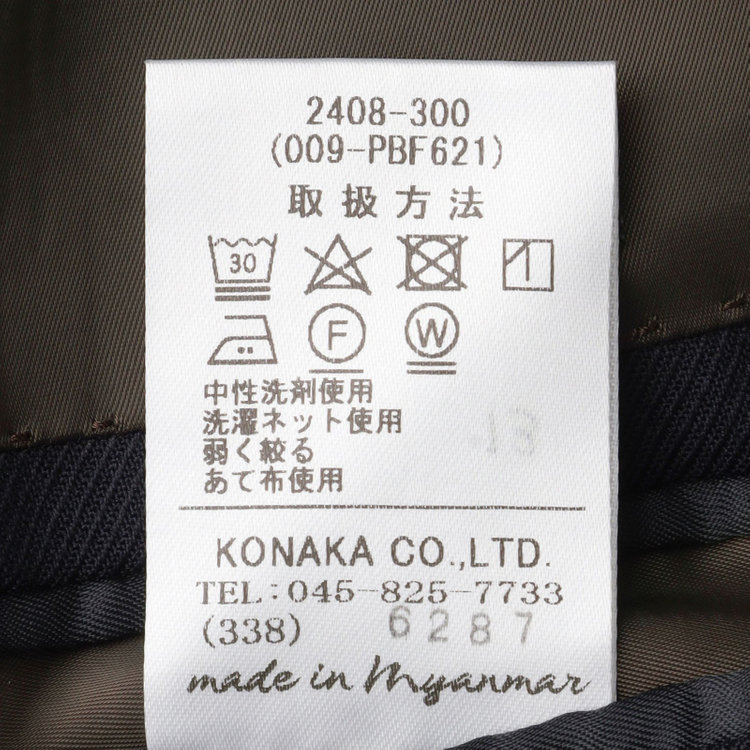 2408-300
(009-PBF621)
取扱方法
30
F W
中性洗剤使用
洗濯ネット使用
弱く絞る
あて布使用
13
KONAKA CO.,LTD.
TEL:045-825-7733
(338) 6287
made in Myanmar